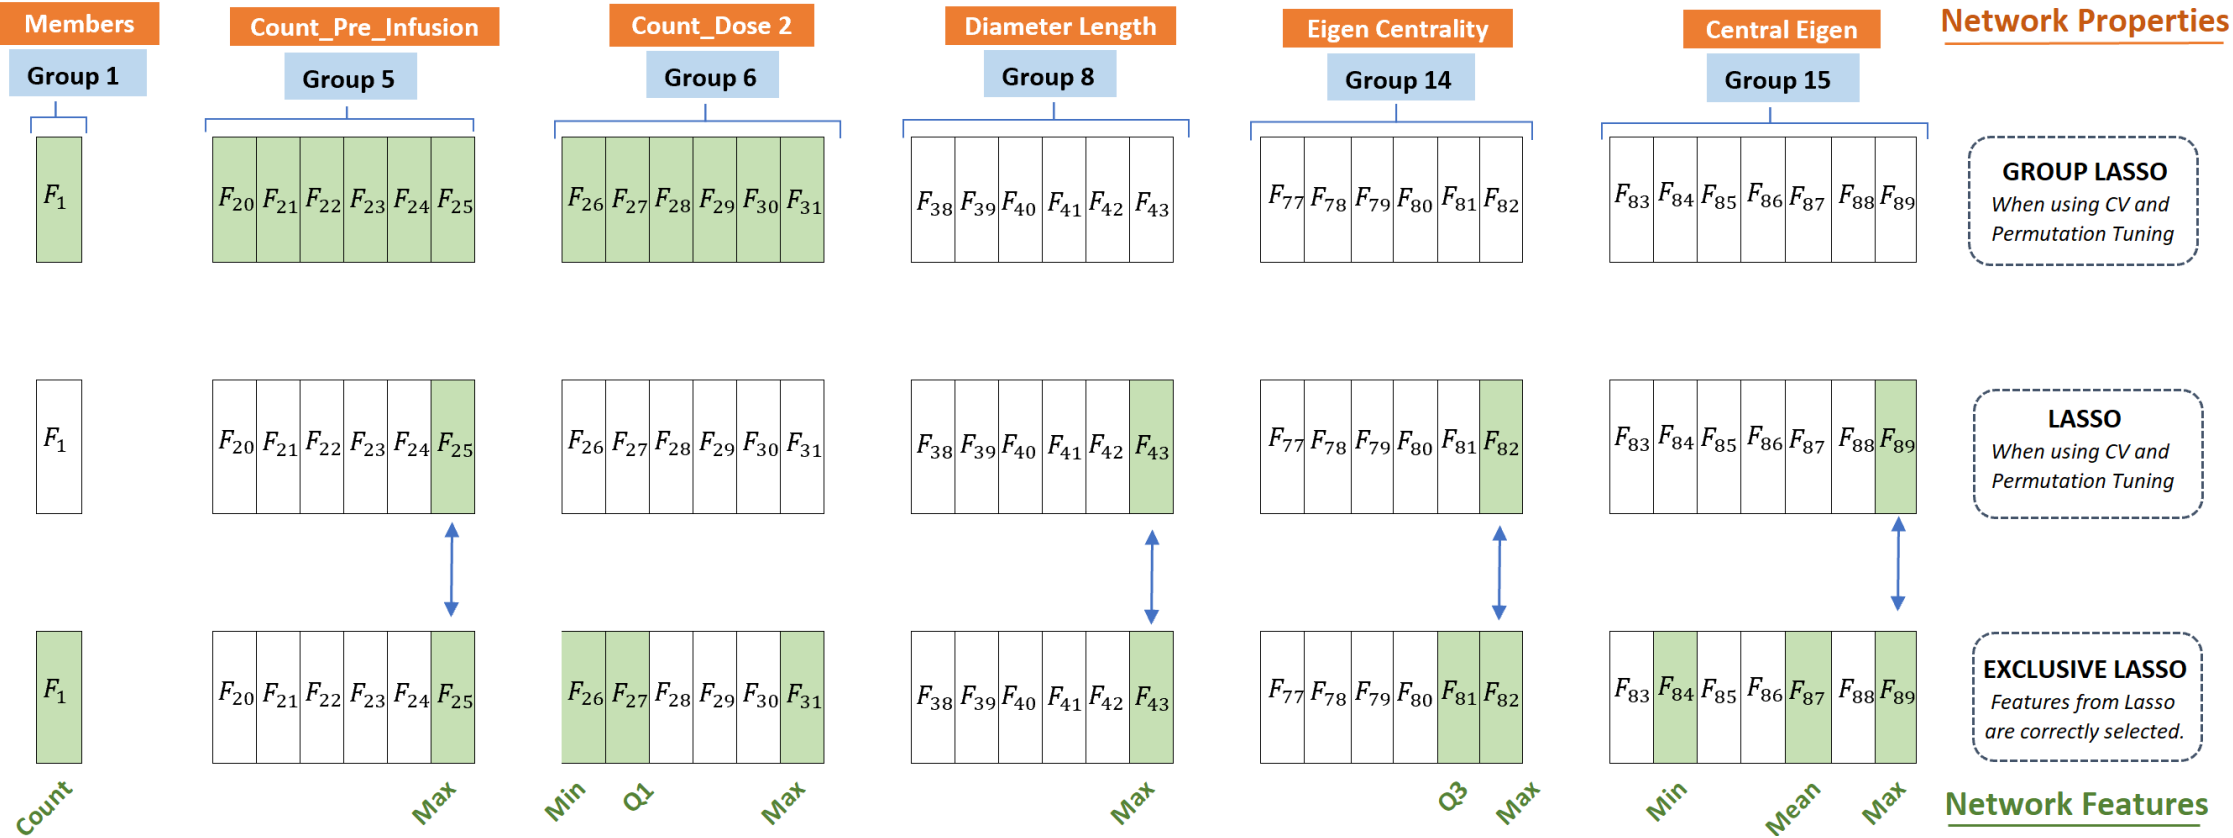 Members Count_Pre_Infusion Count_Dose 2 Diameter Length Eigen Centrality Central Eigen Network Properties
Group 1 Group 5 Group 6 Group 8 Group 14 Group 15
F1 F20 F21 F22 F23 F24 F25 F26 F27 F28 F29 F30 F31 F38 F39 F40 F41 F42 F43 F77 F78 F79 F80 F81 F82 F83 F84 F85 F86 F87 F88 F89
GROUP LASSO
When using CV and
Permutation Tuning
F1 F20 F21 F22 F23 F24 F25 F26 F27 F28 F29 F30 F31 F38 F39 F40 F41 F42 F43 F77 F78 F79 F80 F81 F82 F83 F84 F85 F86 F87 F88 F89
LASSO
When using CV and
Permutation Tuning
F1 F20 F21 F22 F23 F24 F25 F26 F27 F28 F29 F30 F31 F38 F39 F40 F41 F42 F43 F77 F78 F79 F80 F81 F82 F83 F84 F85 F86 F87 F88 F89
EXCLUSIVE LASSO
Features from Lasso
are correctly selected.
Count Max Min Q1 Max Max Q3 Max Min Mean Max Network Features